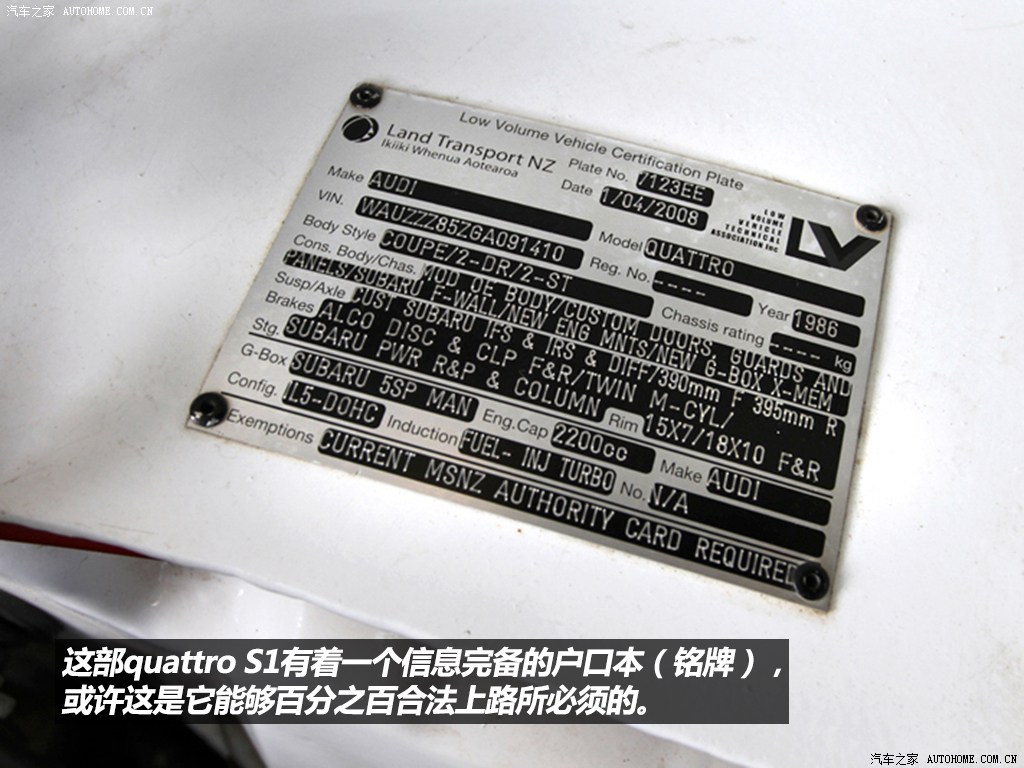 汽车之家 AUTOHOME.COM.CN
Low Volume Vehicle Certification Plate
Land Transport NZ
Ikiiki Whenua Aotearoa
Plate No. 7123EE
Date 1/04/2008
LOW
VOLUME
VEHICLE
TECHNICAL
ASSOCIATION Inc
LV
Make AUDI
Model QUATTRO
VIN. WAUZZZ85ZGA091410
Reg. No. ----
Year 1986
Body Style COUPE/2-DR/2-ST
Chassis rating ---- kg
Cons. Body/Chas. MOD OE BODY/CUSTOM DOORS, GUARDS AND
PANELS/SUBARU F-WALL/NEW ENG MNTS/NEW G-BOX X-MEM
Susp/Axle CUST SUBARU IFS & IRS & DIFF/390mm F 395mm R
Brakes ALCO DISC & CLP F&R/TWIN M-CYL/
Stg. SUBARU PWR R&P & COLUMN
Rim 15X7/18X10 F&R
G-Box SUBARU 5SP MAN
Eng.Cap 2200cc
Make AUDI
Config. IL5-DOHC
Induction FUEL- INJ TURBO
No. N/A
Exemptions CURRENT MSNZ AUTHORITY CARD REQUIRED
这部quattro S1有着一个信息完备的户口本（铭牌），
或许这是它能够百分之百合法上路所必须的。
汽车之家 AUTOHOME.COM.CN